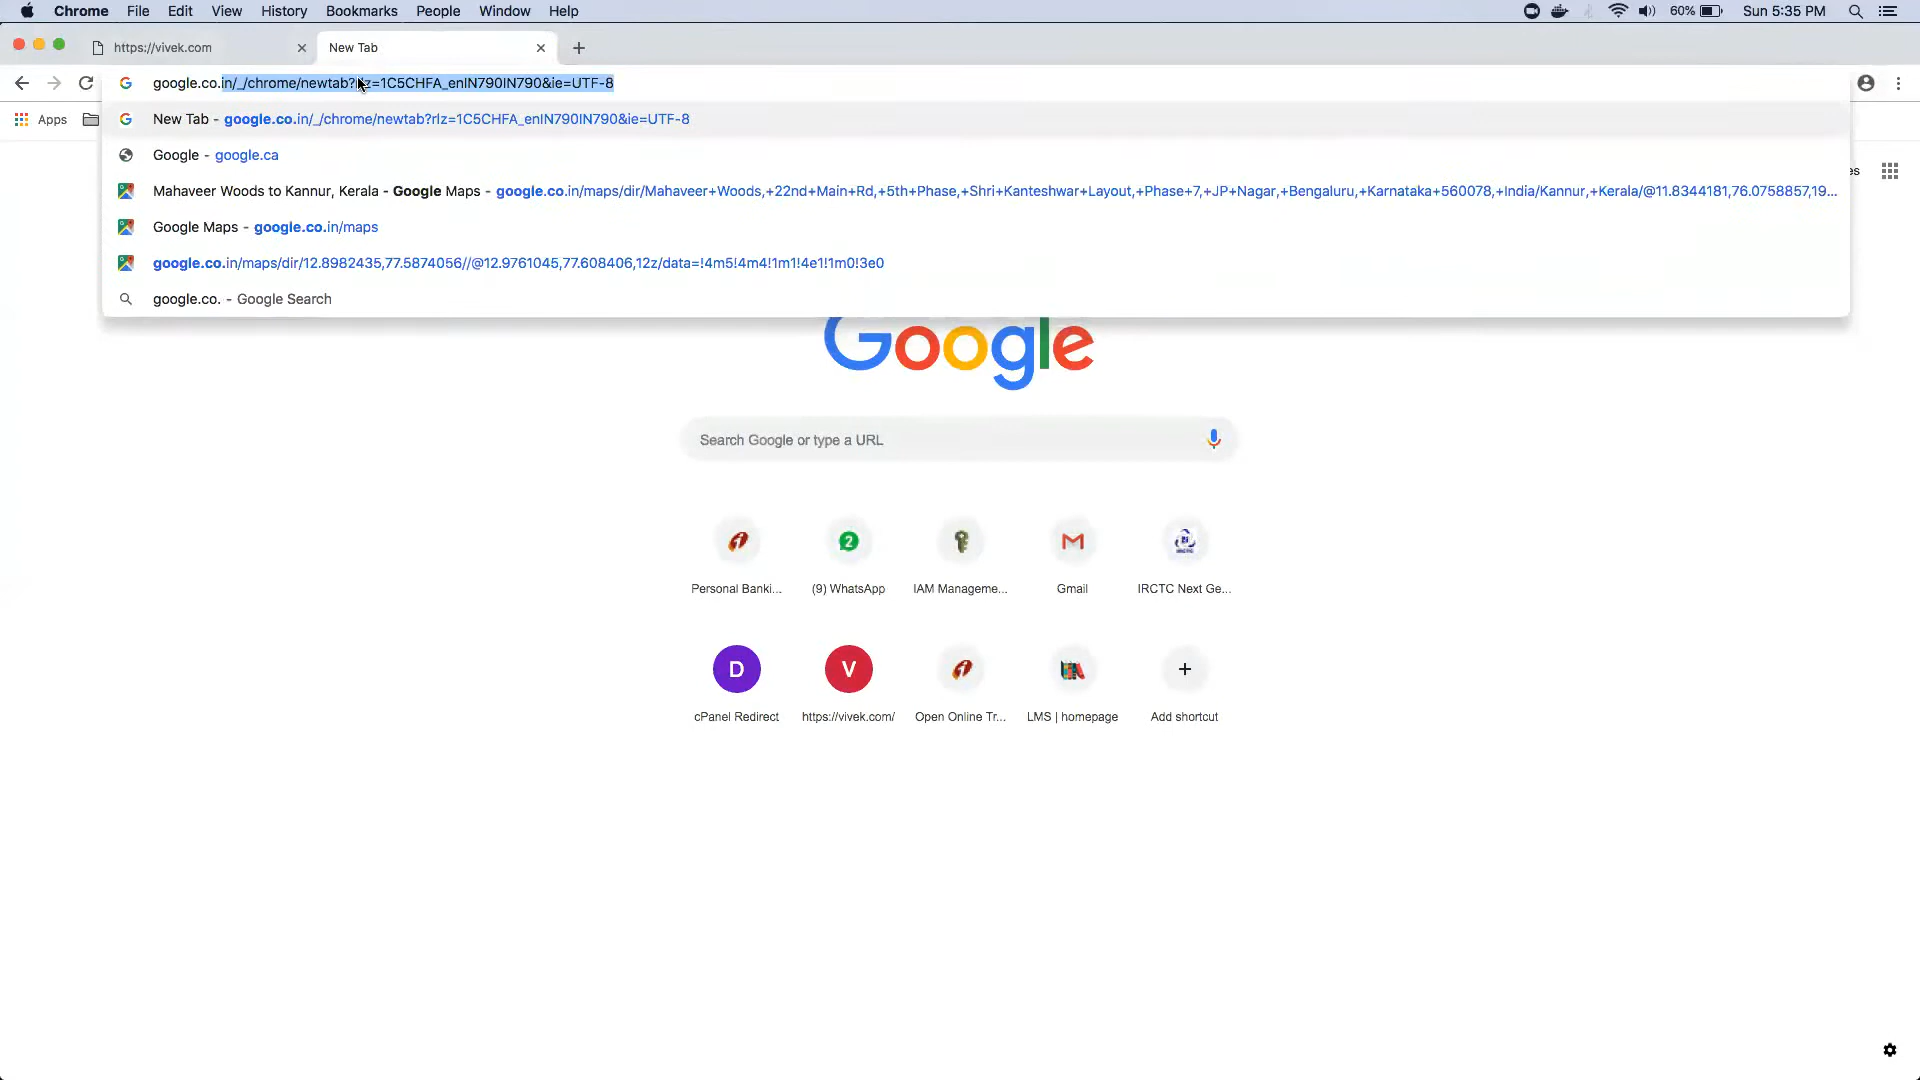 Chrome File Edit View History Bookmarks People Window Help 60% Sun 5:35 PM
https://vivek.com New Tab
google.co.in/_/chrome/newtab?rlz=1C5CHFA_enIN790IN790&ie=UTF-8
Apps
New Tab - google.co.in/_/chrome/newtab?rlz=1C5CHFA_enIN790IN790&ie=UTF-8
Google - google.ca
es
Mahaveer Woods to Kannur, Kerala - Google Maps - google.co.in/maps/dir/Mahaveer+Woods,+22nd+Main+Rd,+5th+Phase,+Shri+Kanteshwar+Layout,+Phase+7,+JP+Nagar,+Bengaluru,+Karnataka+560078,+India/Kannur,+Kerala/@11.8344181,76.0758857,19...
Google Maps - google.co.in/maps
google.co.in/maps/dir/12.8982435,77.5874056//@12.9761045,77.608406,12z/data=!4m5!4m4!1m1!4e1!1m0!3e0
google.co. - Google Search
Google
Search Google or type a URL
2
Personal Banki... (9) WhatsApp IAM Manageme... Gmail IRCTC Next Ge...
D V
cPanel Redirect https://vivek.com/ Open Online Tr... LMS | homepage Add shortcut